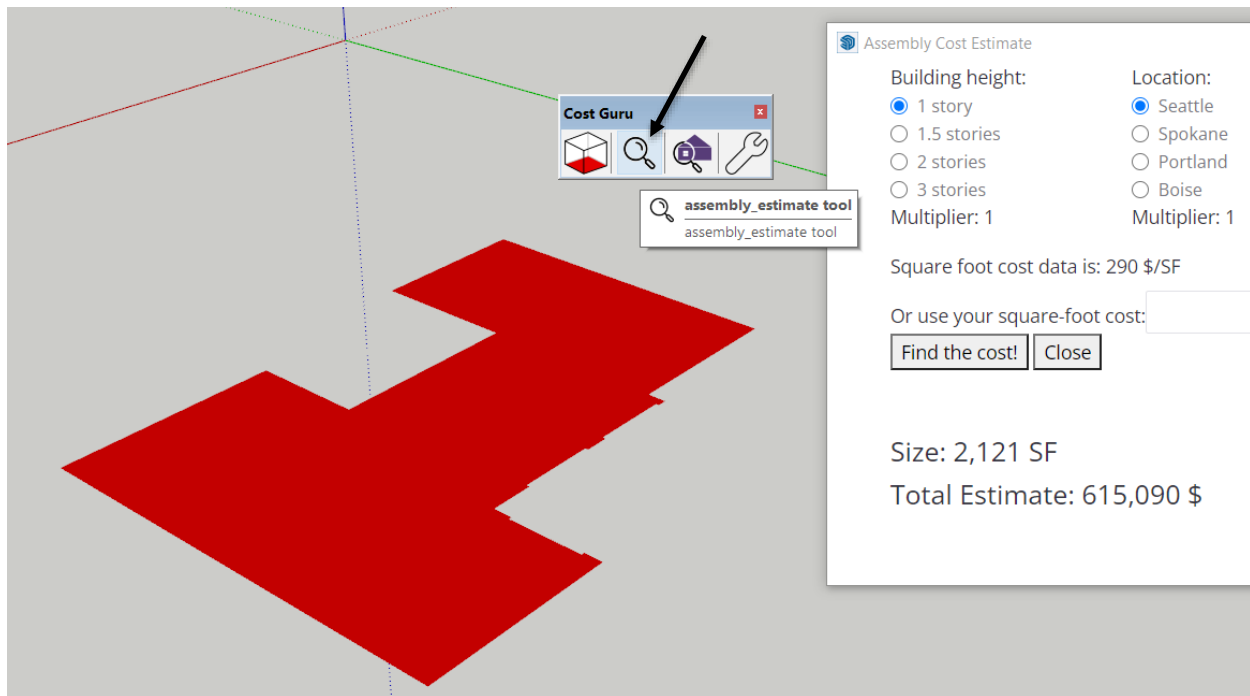 Cost Guru
assembly_estimate tool
assembly_estimate tool
Assembly Cost Estimate
Building height:
1 story
1.5 stories
2 stories
3 stories
Multiplier: 1
Location:
Seattle
Spokane
Portland
Boise
Multiplier: 1
Square foot cost data is: 290 $/SF
Or use your square-foot cost:
Find the cost!
Close
Size: 2,121 SF
Total Estimate: 615,090 $